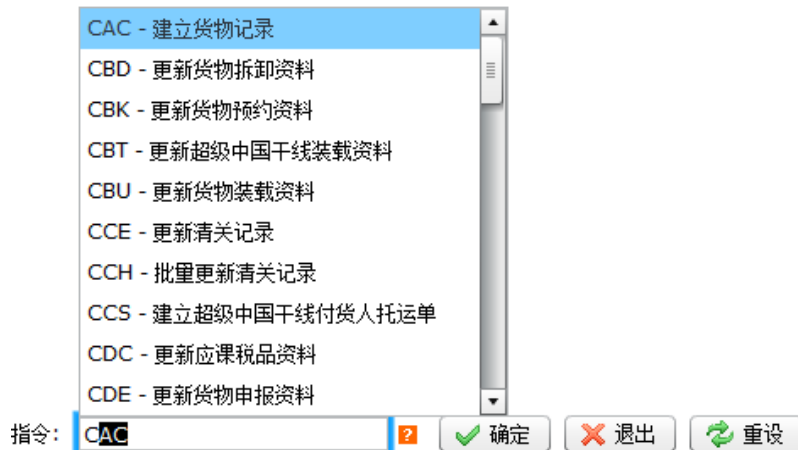 CAC - 建立货物记录
CBD - 更新货物拆卸资料
CBK - 更新货物预约资料
CBT - 更新超级中国干线装载资料
CBU - 更新货物装载资料
CCE - 更新清关记录
CCH - 批量更新清关记录
CCS - 建立超级中国干线付货人托运单
CDC - 更新应课税品资料
CDE - 更新货物申报资料
指令: CAC ? 确定 退出 重设